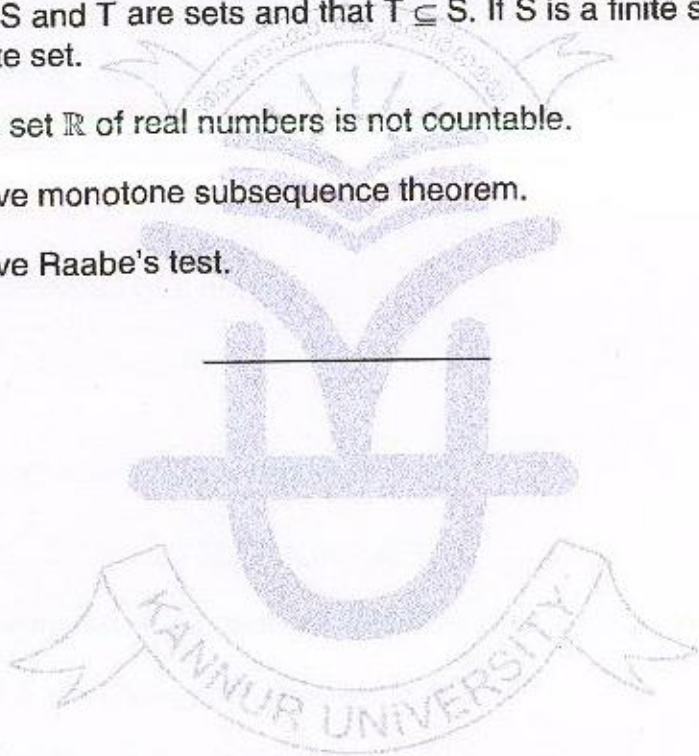 S and T are sets and that T ⊆ S. If S is a finite s
te set.
set ℝ of real numbers is not countable.
ve monotone subsequence theorem.
ve Raabe's test.
KANNUR UNIVERSITY